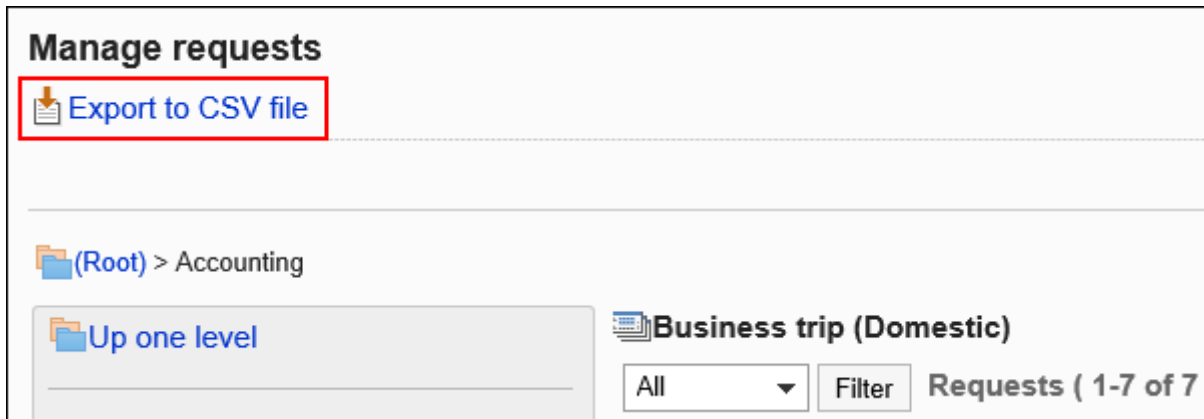 Manage requests
Export to CSV file
(Root) > Accounting
Up one level
Business trip (Domestic)
All Filter Requests ( 1-7 of 7